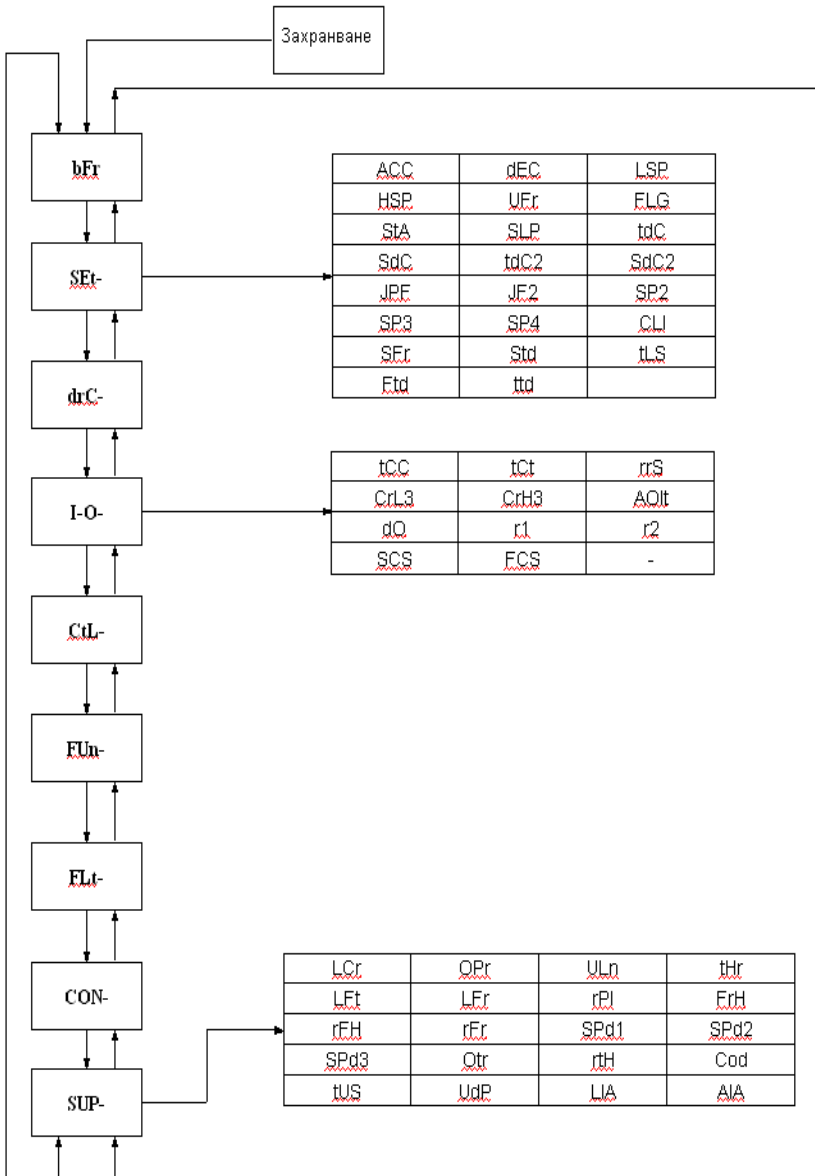 Захранване
bFr
ACC dEC LSP
HSP UFr FLG
StA SLP tdC
SEt-
SdC tdC2 SdC2
JPF JF2 SP2
SP3 SP4 CLI
SFr Std tLS
Ftd ttd
drC-
tCC tCt rrS
CrL3 CrH3 AOIt
I-O-
dO r1 r2
SCS FCS -
CtL-
FUn-
FLt-
LCr OPr ULn tHr
CON-
LFt LFr rPI FrH
rFH rFr SPd1 SPd2
SPd3 Otr rtH Cod
tUS UdP LIA AIA
SUP-